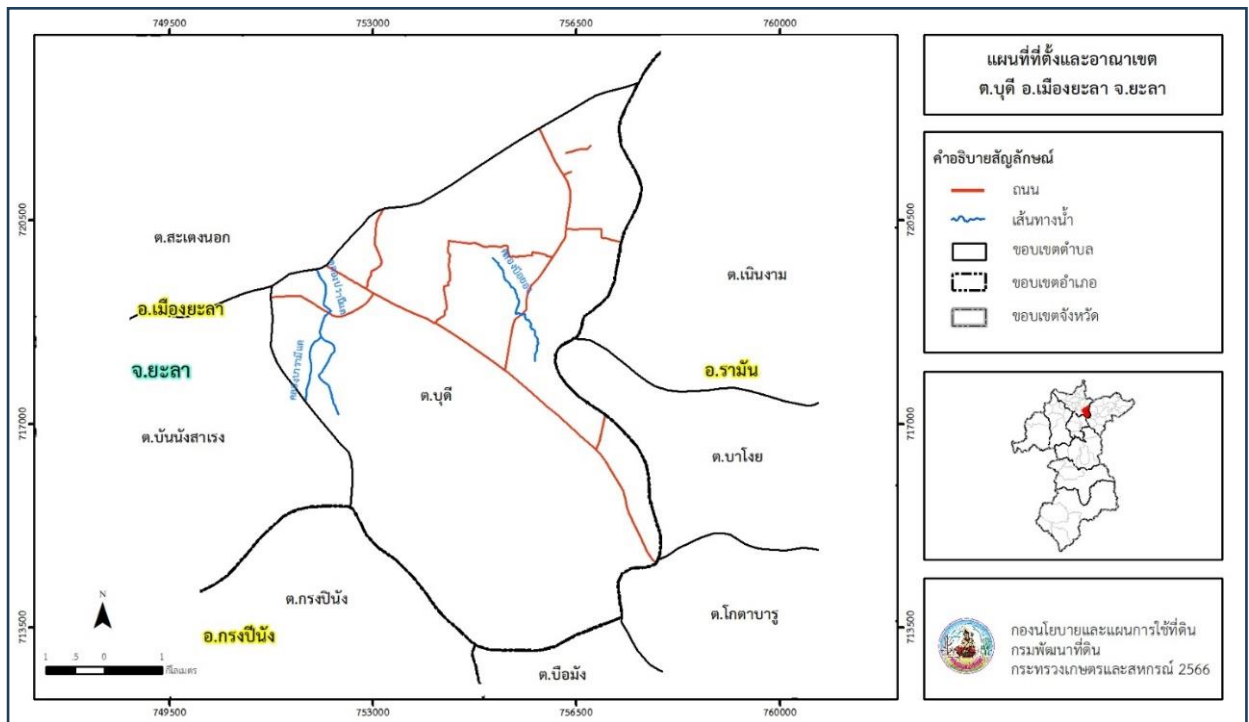 749500 753000 756500 760000
แผนที่ที่ตั้งและอาณาเขต
ต.บุดี อ.เมืองยะลา จ.ยะลา
คำอธิบายสัญลักษณ์
ถนน
เส้นทางน้ำ
ขอบเขตตำบล
ขอบเขตอำเภอ
ขอบเขตจังหวัด
720500
720500
ต.สะเตงนอก
ต.เนินงาม
อ.เมืองยะลา
จ.ยะลา
อ.รามัน
ต.บุดี
717000
717000
ต.บันนังสาเรง
ต.บาโงย
ต.กรงปินัง
อ.กรงปินัง
ต.โกตาบารู
ต.บือมัง
713500
713500
N
1 .5 0 1
กิโลเมตร
กองนโยบายและแผนการใช้ที่ดิน
กรมพัฒนาที่ดิน
กระทรวงเกษตรและสหกรณ์ 2566
749500 753000 756500 760000